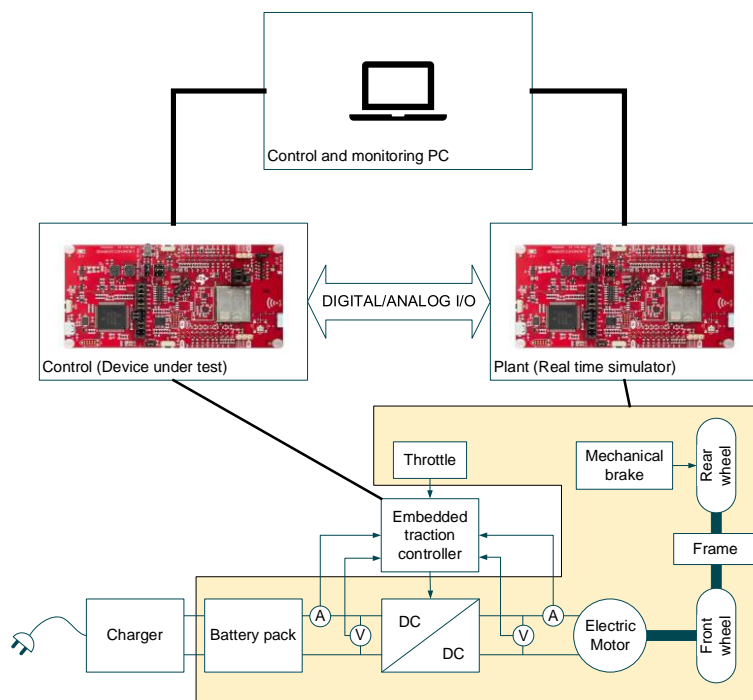 Control and monitoring PC
DIGITAL/ANALOG I/O
Control (Device under test)
Plant (Real time simulator)
Throttle
Mechanical
brake
Rear
wheel
Embedded
traction
controller
Frame
A
A
Charger
Battery pack
V
DC
DC
V
Electric
Motor
Front
wheel